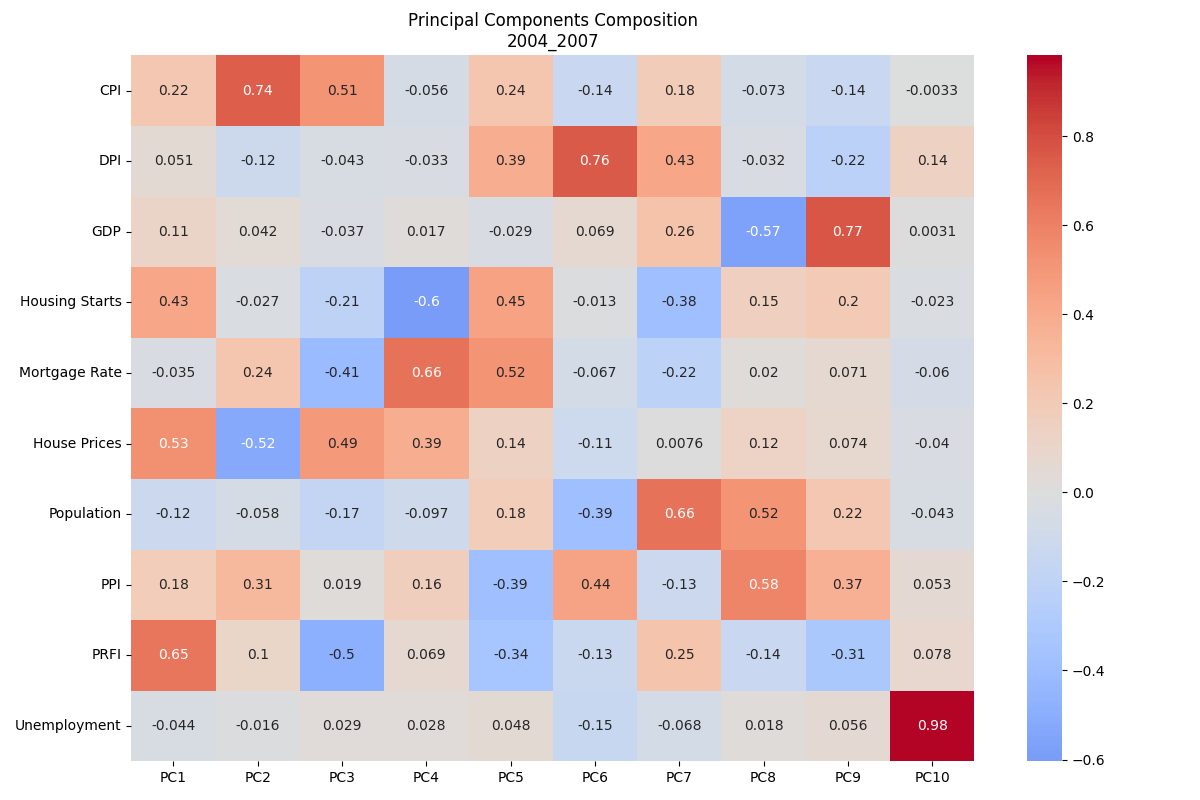 Principal Components Composition
2004_2007
CPI 0.22 0.74 0.51 -0.056 0.24 -0.14 0.18 -0.073 -0.14 -0.0033
DPI 0.051 -0.12 -0.043 -0.033 0.39 0.76 0.43 -0.032 -0.22 0.14
GDP 0.11 0.042 -0.037 0.017 -0.029 0.069 0.26 -0.57 0.77 0.0031
Housing Starts 0.43 -0.027 -0.21 -0.6 0.45 -0.013 -0.38 0.15 0.2 -0.023
Mortgage Rate -0.035 0.24 -0.41 0.66 0.52 -0.067 -0.22 0.02 0.071 -0.06
House Prices 0.53 -0.52 0.49 0.39 0.14 -0.11 0.0076 0.12 0.074 -0.04
Population -0.12 -0.058 -0.17 -0.097 0.18 -0.39 0.66 0.52 0.22 -0.043
PPI 0.18 0.31 0.019 0.16 -0.39 0.44 -0.13 0.58 0.37 0.053
PRFI 0.65 0.1 -0.5 0.069 -0.34 -0.13 0.25 -0.14 -0.31 0.078
Unemployment -0.044 -0.016 0.029 0.028 0.048 -0.15 -0.068 0.018 0.056 0.98
PC1 PC2 PC3 PC4 PC5 PC6 PC7 PC8 PC9 PC10
0.8
0.6
0.4
0.2
0.0
−0.2
−0.4
−0.6